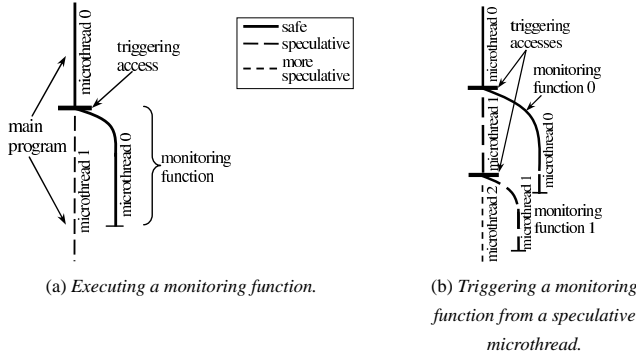 microthread 0
triggering
access
main
program
microthread 1
microthread 0
monitoring
function
safe
speculative
more
speculative
triggering
accesses
microthread 0
monitoring
function 0
microthread 1
microthread 0
microthread 2
microthread 1
monitoring
function 1
(a) Executing a monitoring function.
(b) Triggering a monitoring
function from a speculative
microthread.